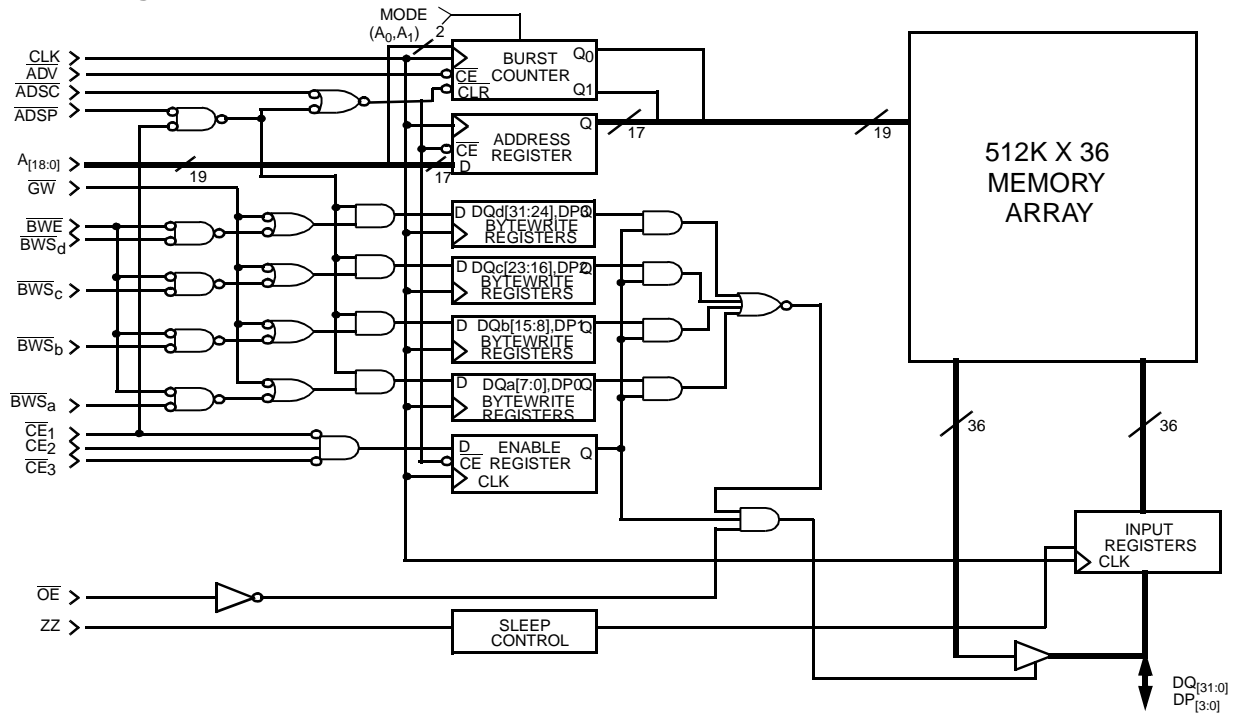 MODE
(A0,A1) 2
CLK
ADV
ADSC
ADSP
A[18:0]
GW
BWE
BWSd
BWSc
BWSb
BWSa
CE1
CE2
CE3
OE
ZZ
19
17
BURST
COUNTER
CE
CLR
Q0
Q1
ADDRESS
REGISTER
CE
D
Q
17
19
512K X 36
MEMORY
ARRAY
D DQd[31:24],DP3 Q
BYTEWRITE
REGISTERS
D DQc[23:16],DP2 Q
BYTEWRITE
REGISTERS
D DQb[15:8],DP1 Q
BYTEWRITE
REGISTERS
D DQa[7:0],DP0 Q
BYTEWRITE
REGISTERS
D ENABLE Q
CE REGISTER
CLK
36
36
INPUT
REGISTERS
CLK
SLEEP
CONTROL
DQ[31:0]
DP[3:0]